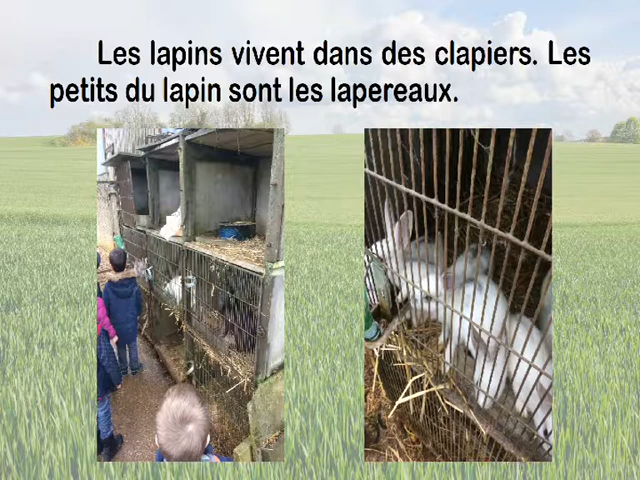 Les lapins vivent dans des clapiers. Les
petits du lapin sont les lapereaux.